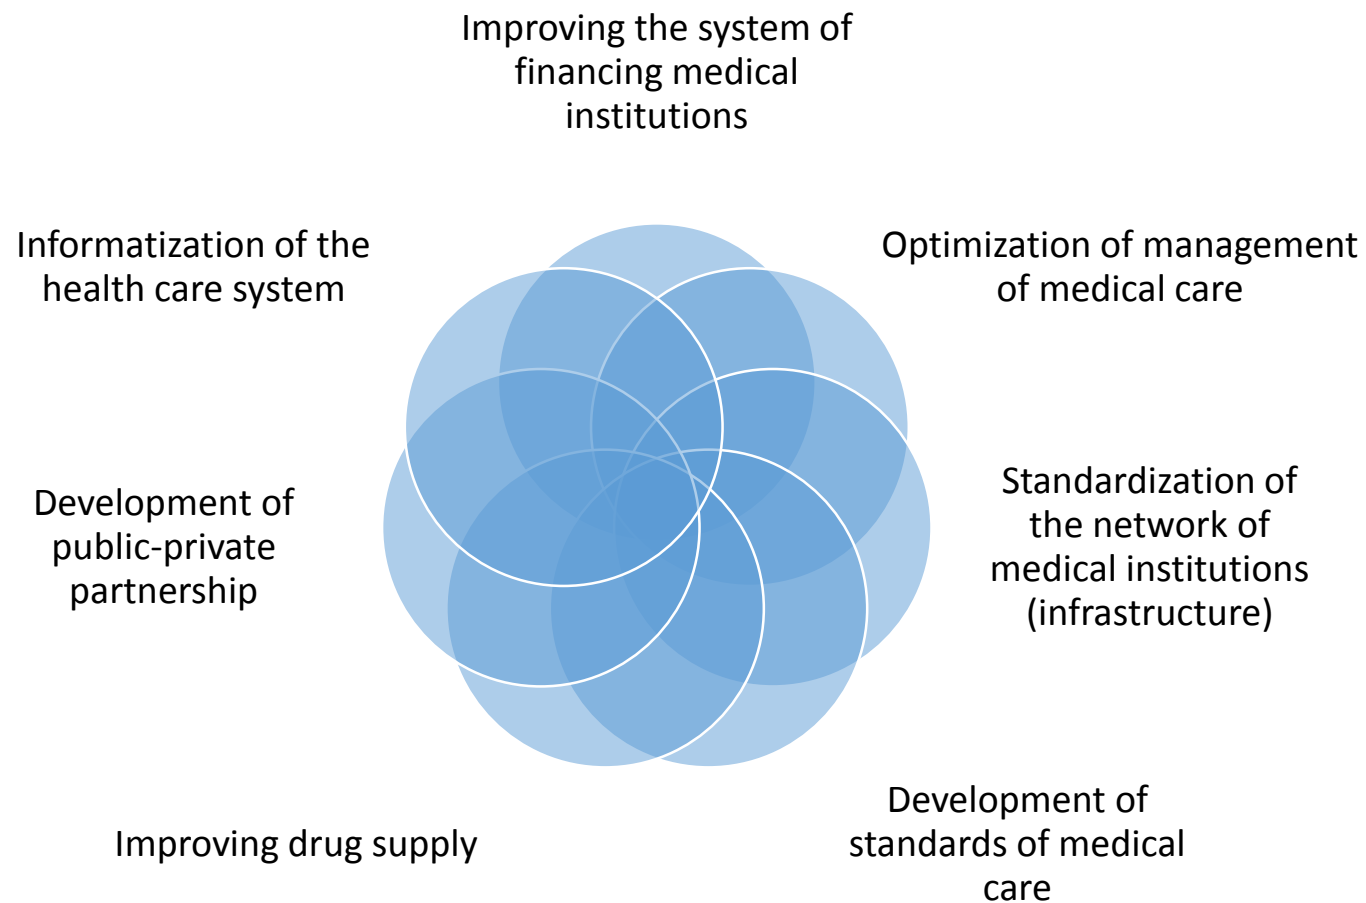 Improving the system of
financing medical
institutions
Informatization of the
health care system
Optimization of management
of medical care
Development of
public-private
partnership
Standardization of
the network of
medical institutions
(infrastructure)
Improving drug supply
Development of
standards of medical
care